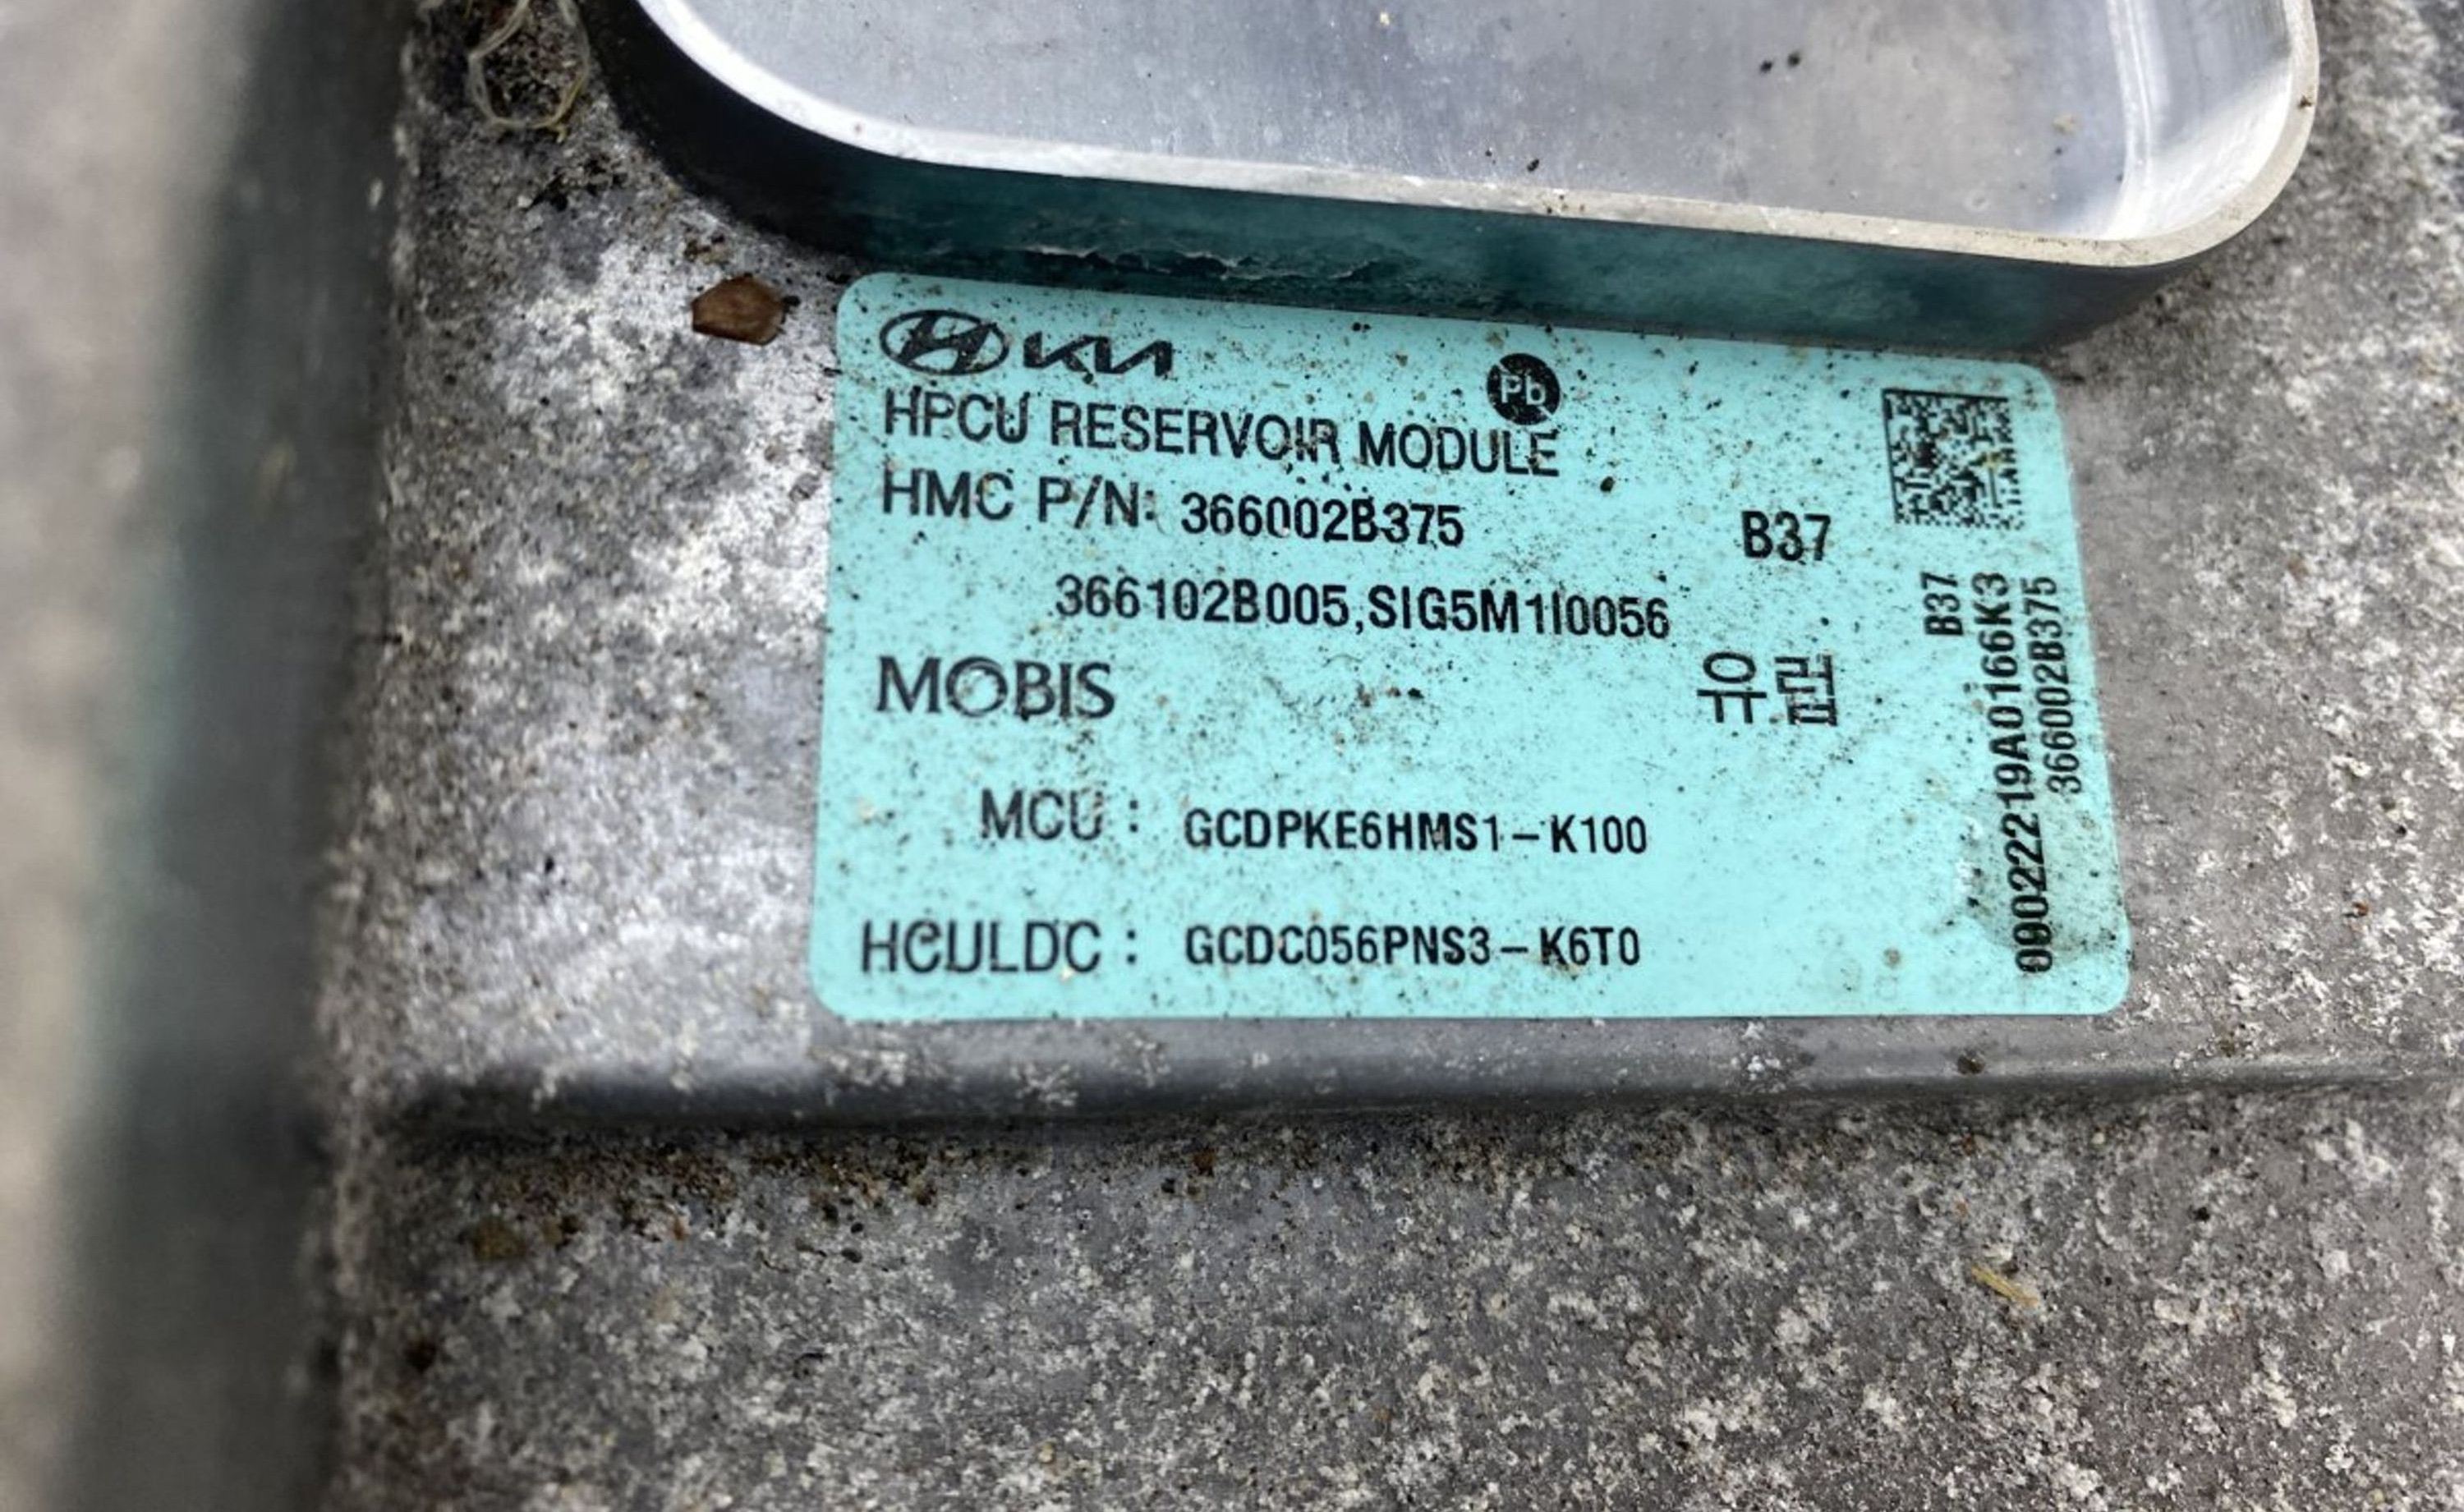 KIA
Pb
HPCU RESERVOIR MODULE
HMC P/N: 366002B375
B37
366102B005,SIG5M1I0056
MOBIS
유럽
MCU : GCDPKE6HMS1-K100
HCULDC : GCDC056PNS3-K6T0
B37
000222219A0166K3
366002B375